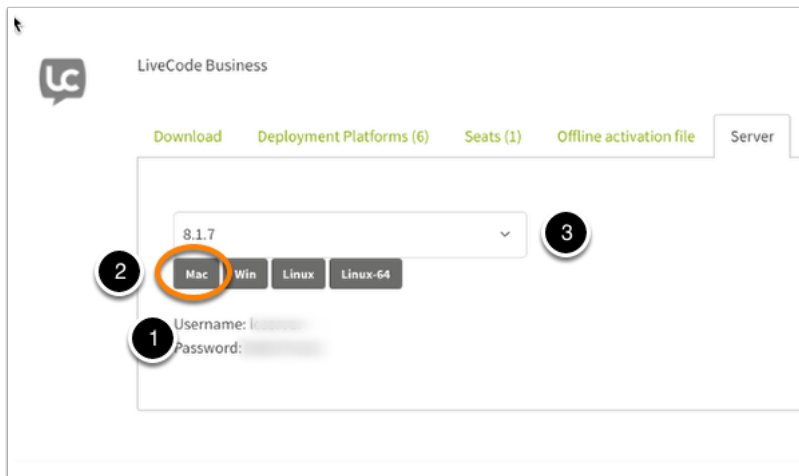 LiveCode Business
Download Deployment Platforms (6) Seats (1) Offline activation file Server
8.1.7
3
2
Mac Win Linux Linux-64
1
Username:
Password: